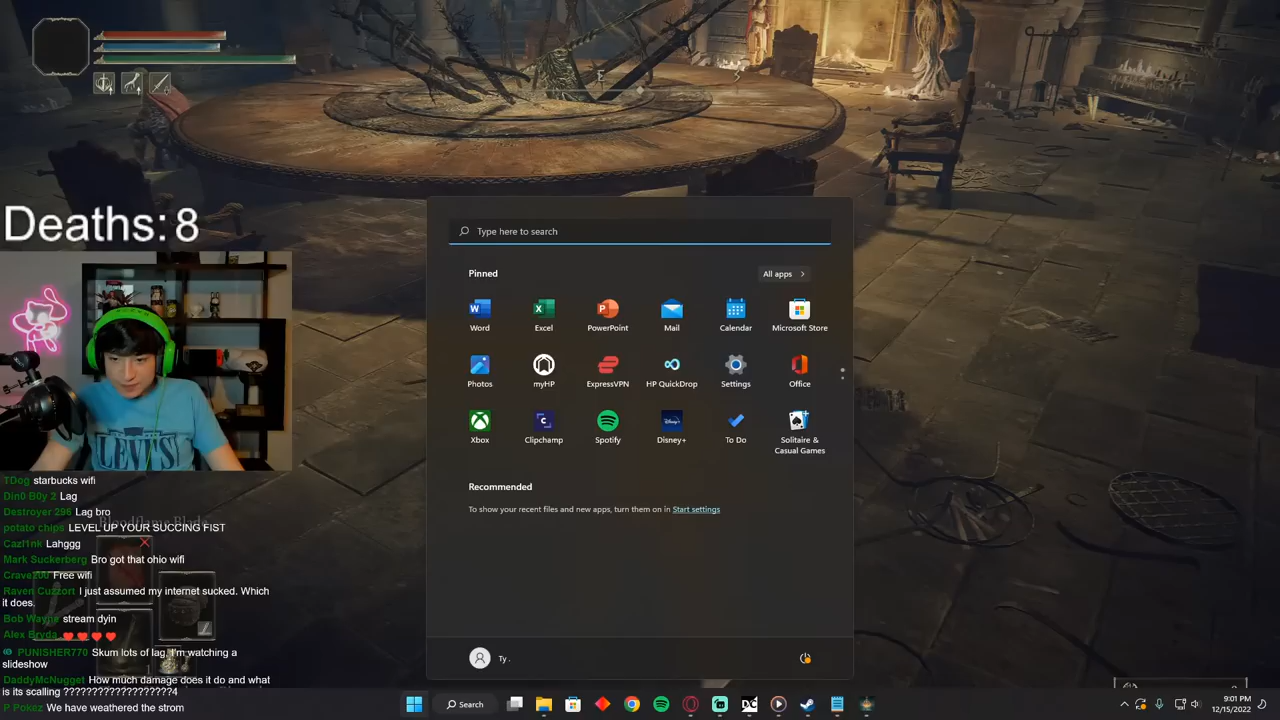 E
S
Deaths: 8
Type here to search
Pinned
All apps
Word
Excel
PowerPoint
Mail
Calendar
Microsoft Store
Photos
myHP
ExpressVPN
HP QuickDrop
Settings
Office
Xbox
Clipchamp
Spotify
Disney+
To Do
Solitaire &
Casual Games
Recommended
To show your recent files and new apps, turn them on in Start settings
Ty .
LEVI'S
TDog starbucks wifi
Din0 B0y 2 Lag
Destroyer 296 Lag bro
Bloodflame Blade
potato chips LEVEL UP YOUR SUCCING FIST
Cazl1nk Lahggg
Mark Suckerberg Bro got that ohio wifi
Free wifi
Raven Cuzzort I just assumed my internet sucked. Which
it does.
Bob Wayne stream dyin
Alex Bryda
PUNISHER770 Skum lots of lag. I'm watching a
slideshow
DaddyMcNugget How much damage does it do and what
is its scalling ????????????????????4
P Pokez We have weathered the strom
Search
9:01 PM
12/15/2022